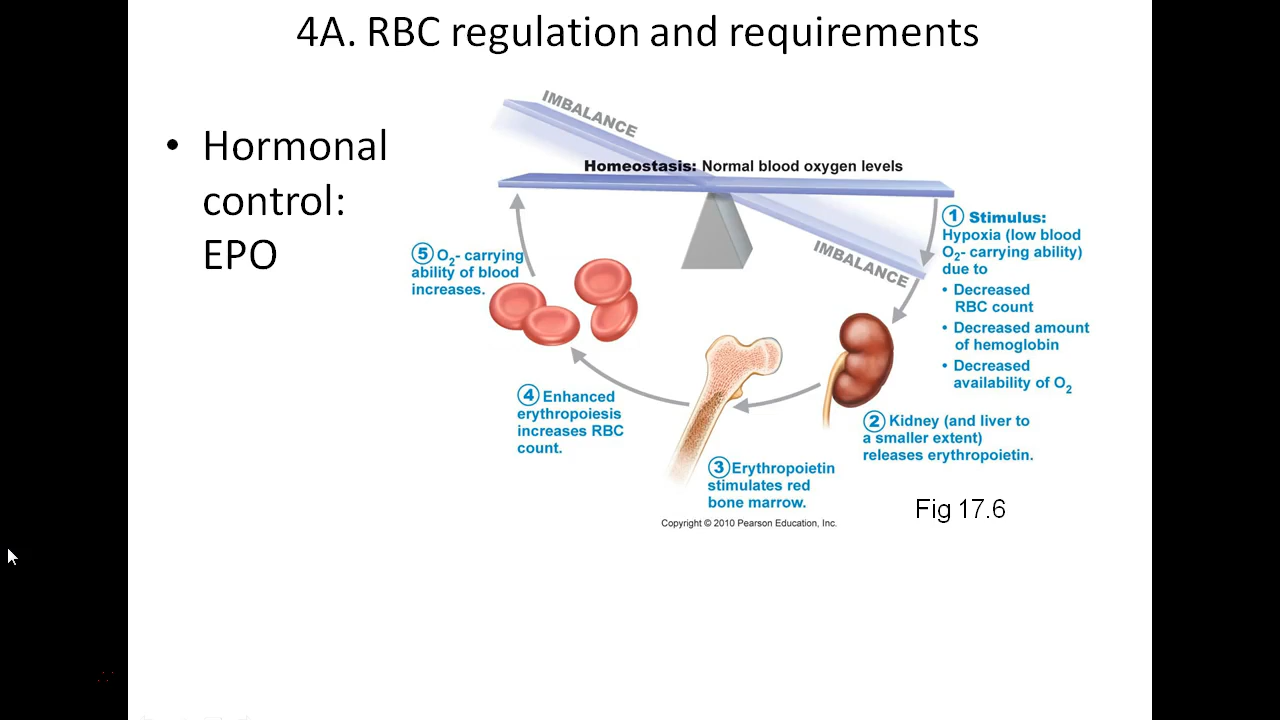 4A. RBC regulation and requirements
• Hormonal
control:
EPO
IMBALANCE
Homeostasis: Normal blood oxygen levels
IMBALANCE
1 Stimulus:
Hypoxia (low blood
O2- carrying ability)
due to
• Decreased
RBC count
• Decreased amount
of hemoglobin
• Decreased
availability of O2
2 Kidney (and liver to
a smaller extent)
releases erythropoietin.
3 Erythropoietin
stimulates red
bone marrow.
4 Enhanced
erythropoiesis
increases RBC
count.
5 O2- carrying
ability of blood
increases.
Fig 17.6
Copyright © 2010 Pearson Education, Inc.